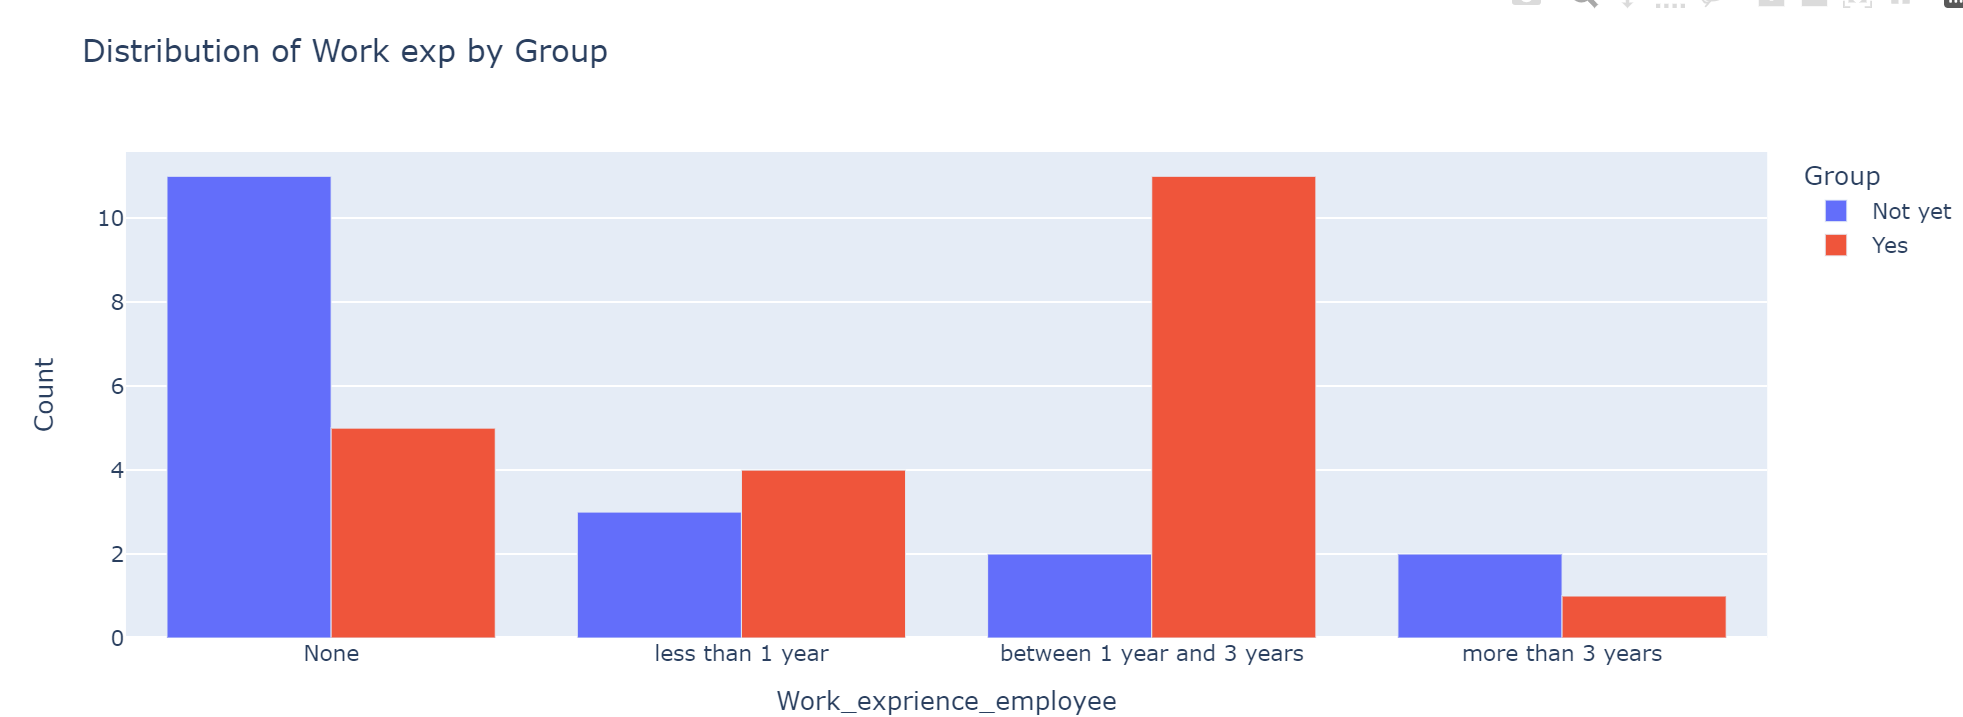 Distribution of Work exp by Group
Group
Not yet
Yes
Count
10
8
6
4
2
0
None
less than 1 year
between 1 year and 3 years
more than 3 years
Work_exprience_employee